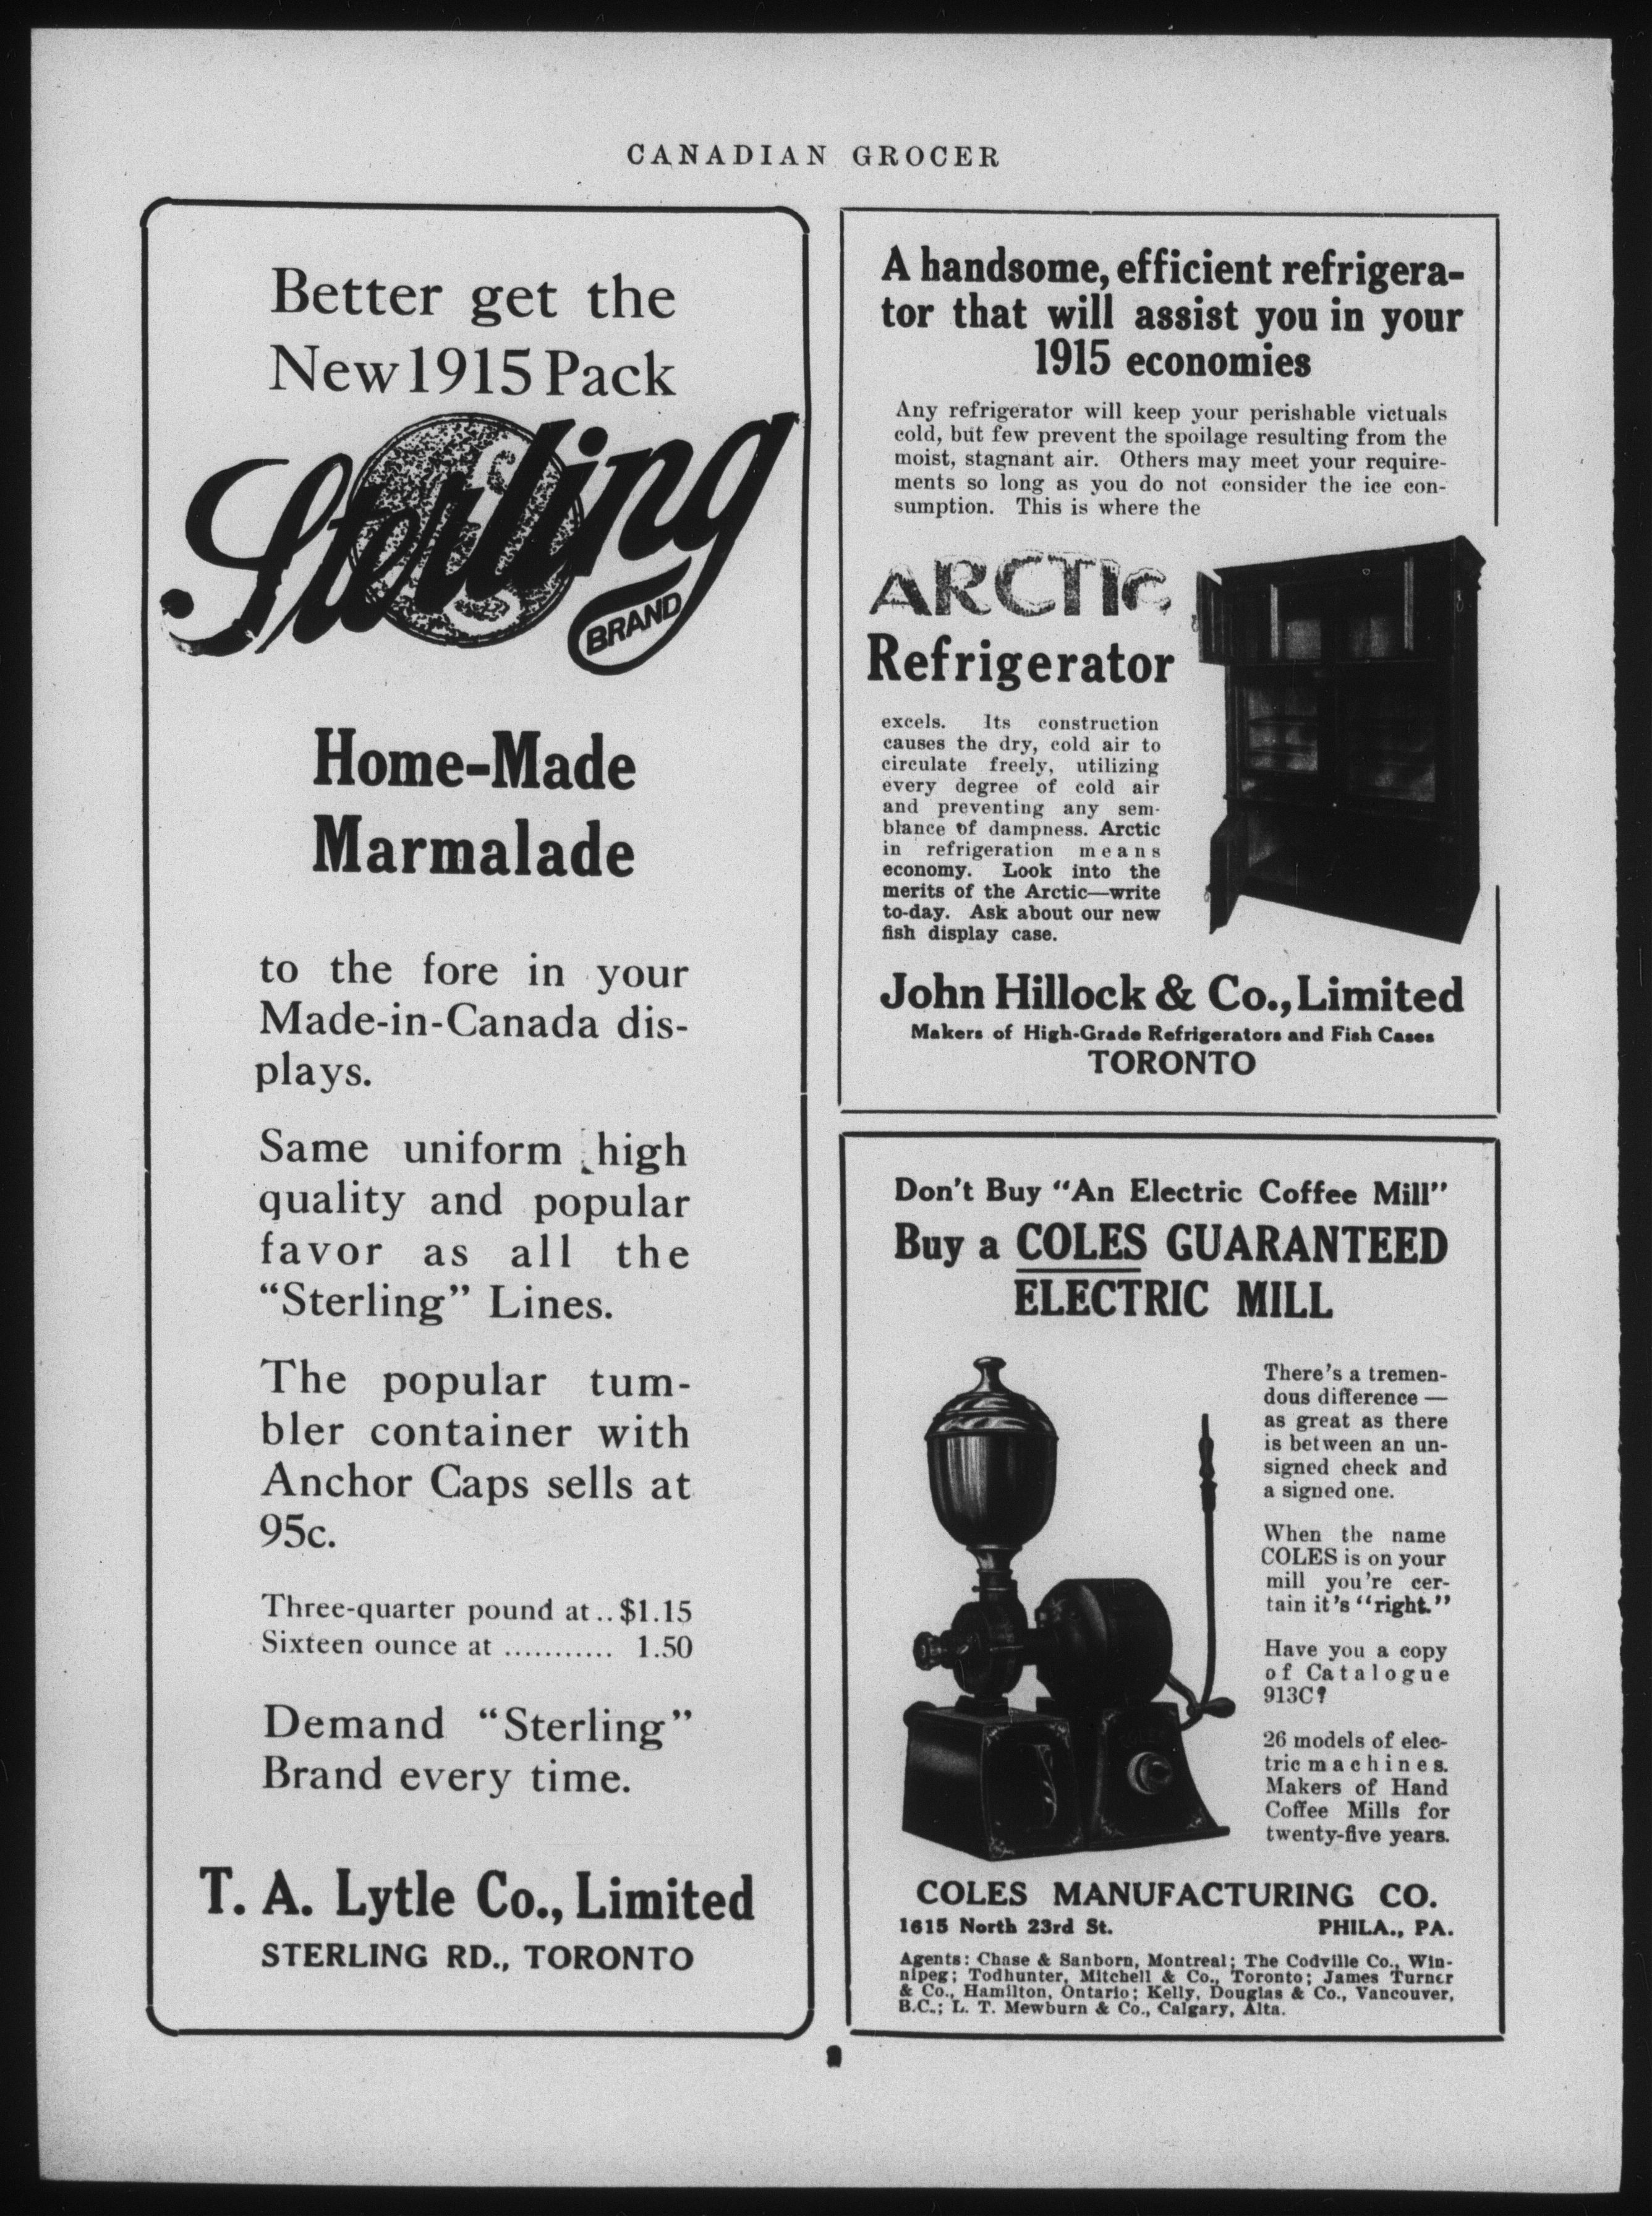 CANADIAN GROCER
Better get the
New 1915 Pack
Sterling
BRAND
Home-Made
Marmalade
to the fore in your
Made-in-Canada dis-
plays.
Same uniform high
quality and popular
favor as all the
“Sterling” Lines.
The popular tum-
bler container with
Anchor Caps sells at
95c.
Three-quarter pound at .. $1.15
Sixteen ounce at ........... 1.50
Demand “Sterling”
Brand every time.
T. A. Lytle Co., Limited
STERLING RD., TORONTO
A handsome, efficient refrigera-
tor that will assist you in your
1915 economies
Any refrigerator will keep your perishable victuals
cold, but few prevent the spoilage resulting from the
moist, stagnant air. Others may meet your require-
ments so long as you do not consider the ice con-
sumption. This is where the
ARCTIC
Refrigerator
excels. Its construction
causes the dry, cold air to
circulate freely, utilizing
every degree of cold air
and preventing any sem-
blance of dampness. Arctic
in refrigeration means
economy. Look into the
merits of the Arctic—write
to-day. Ask about our new
fish display case.
John Hillock & Co., Limited
Makers of High-Grade Refrigerators and Fish Cases
TORONTO
Don't Buy “An Electric Coffee Mill”
Buy a COLES GUARANTEED
ELECTRIC MILL
There's a tremen-
dous difference —
as great as there
is between an un-
signed check and
a signed one.
When the name
COLES is on your
mill you're cer-
tain it's “right.”
Have you a copy
of Catalogue
913C?
26 models of elec-
tric machines.
Makers of Hand
Coffee Mills for
twenty-five years.
COLES MANUFACTURING CO.
1615 North 23rd St. PHILA., PA.
Agents: Chase & Sanborn, Montreal; The Codville Co., Win-
nipeg; Todhunter, Mitchell & Co., Toronto; James Turner
& Co., Hamilton, Ontario; Kelly, Douglas & Co., Vancouver,
B.C.; L. T. Mewburn & Co., Calgary, Alta.